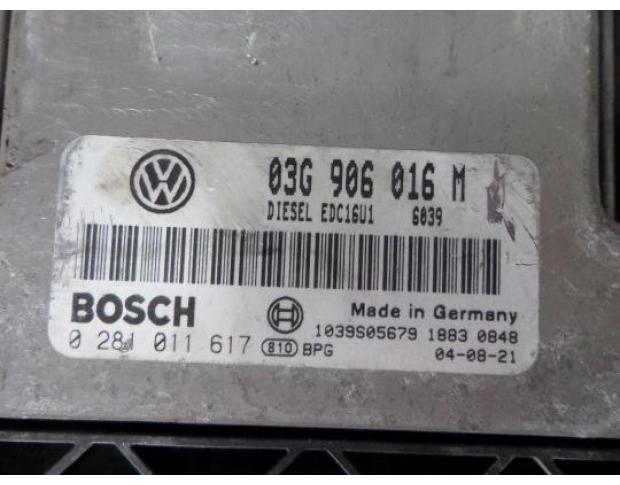 03G 906 016 M
DIESEL EDC16U1 6039
BOSCH
Made in Germany
1039S05679 1883 0848
0 281 011 617 810 BPG
04-08-21